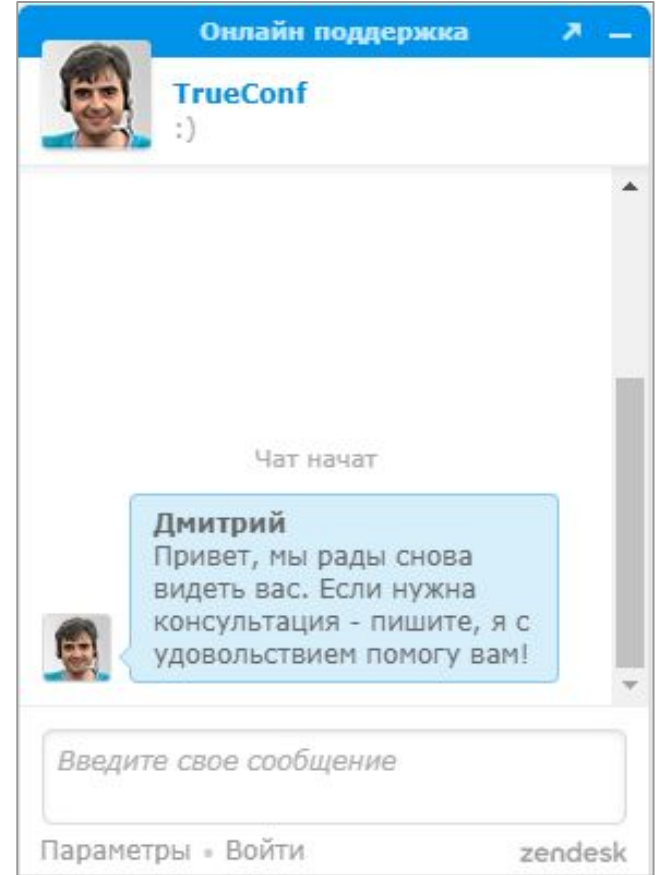 Онлайн поддержка
TrueConf
:)
Чат начат
Дмитрий
Привет, мы рады снова
видеть вас. Если нужна
консультация - пишите, я с
удовольствием помогу вам!
Введите свое сообщение
Параметры • Войти
zendesk